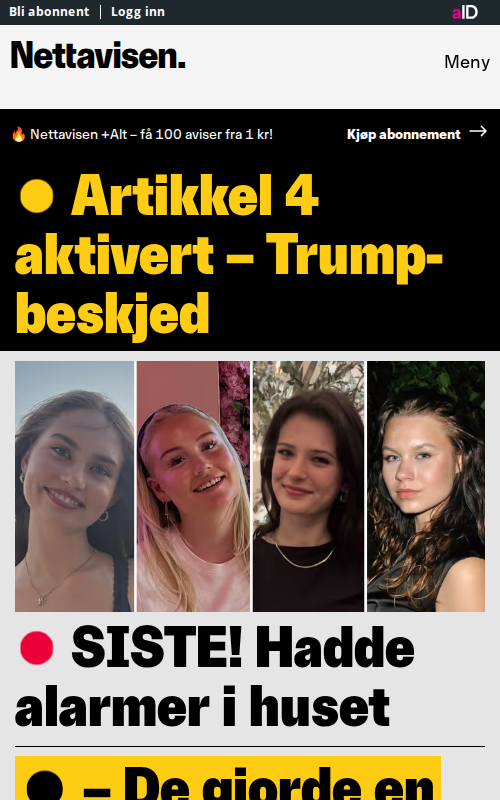 Bli abonnent | Logg inn
aID
Nettavisen.
Meny
🔥 Nettavisen +Alt – få 100 aviser fra 1 kr!
Kjøp abonnement →
Artikkel 4
aktivert – Trump-
beskjed
SISTE! Hadde
alarmer i huset
– De gjorde en